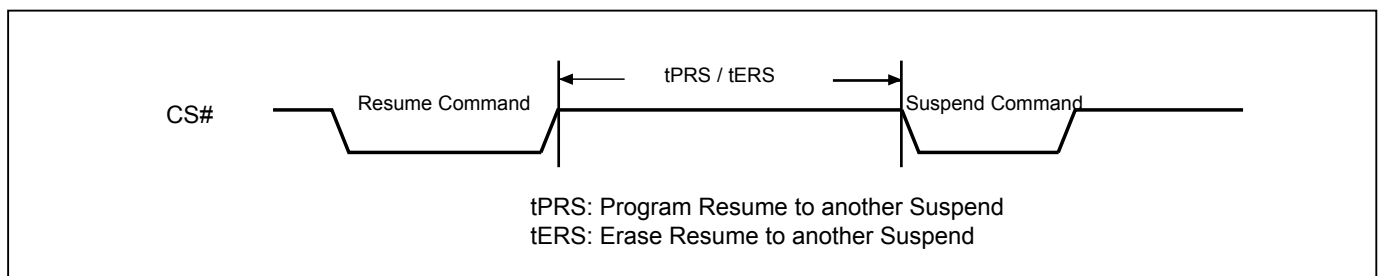 tPRS / tERS
CS#
Resume Command
Suspend Command
tPRS: Program Resume to another Suspend
tERS: Erase Resume to another Suspend